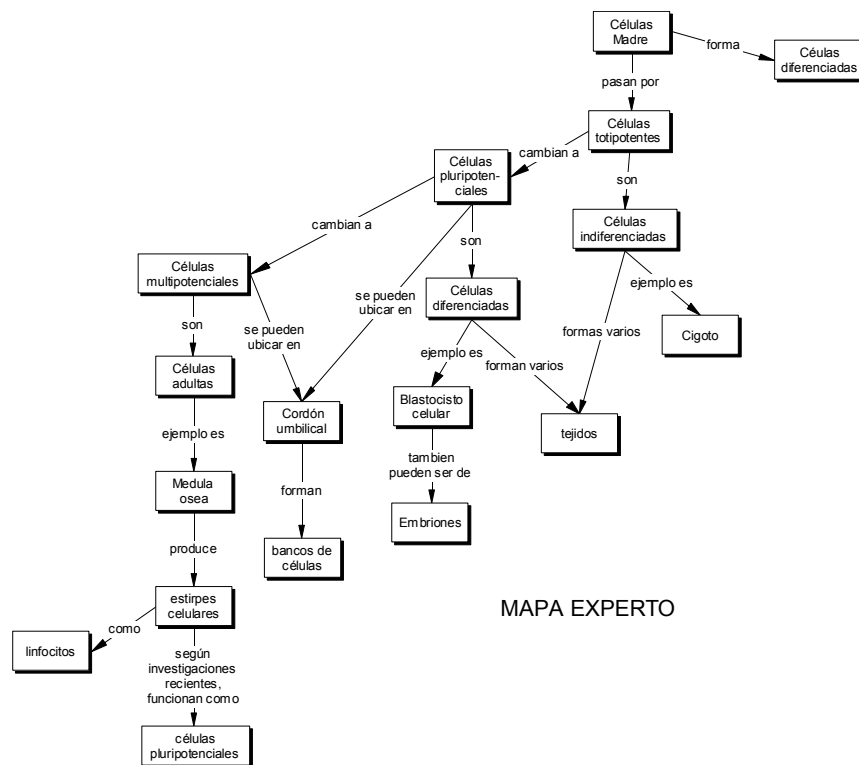 Células
Madre
forma
Céulas
diferenciadas
pasan por
Células
totipotentes
cambian a
Células
pluripoten-
ciales
son
cambian a
Células
indiferenciadas
son
Células
multipotenciales
Células
diferenciadas
se pueden
ubicar en
ejemplo es
son
se pueden
ubicar en
formas varios
Cigoto
Células
adultas
ejemplo es
forman varios
Cordón
umbilical
Blastocisto
celular
tejidos
ejemplo es
tambien
pueden ser de
Medula
osea
forman
Embriones
produce
bancos de
células
estirpes
celulares
MAPA EXPERTO
como
linfocitos
según
investigaciones
recientes,
funcionan como
células
pluripotenciales